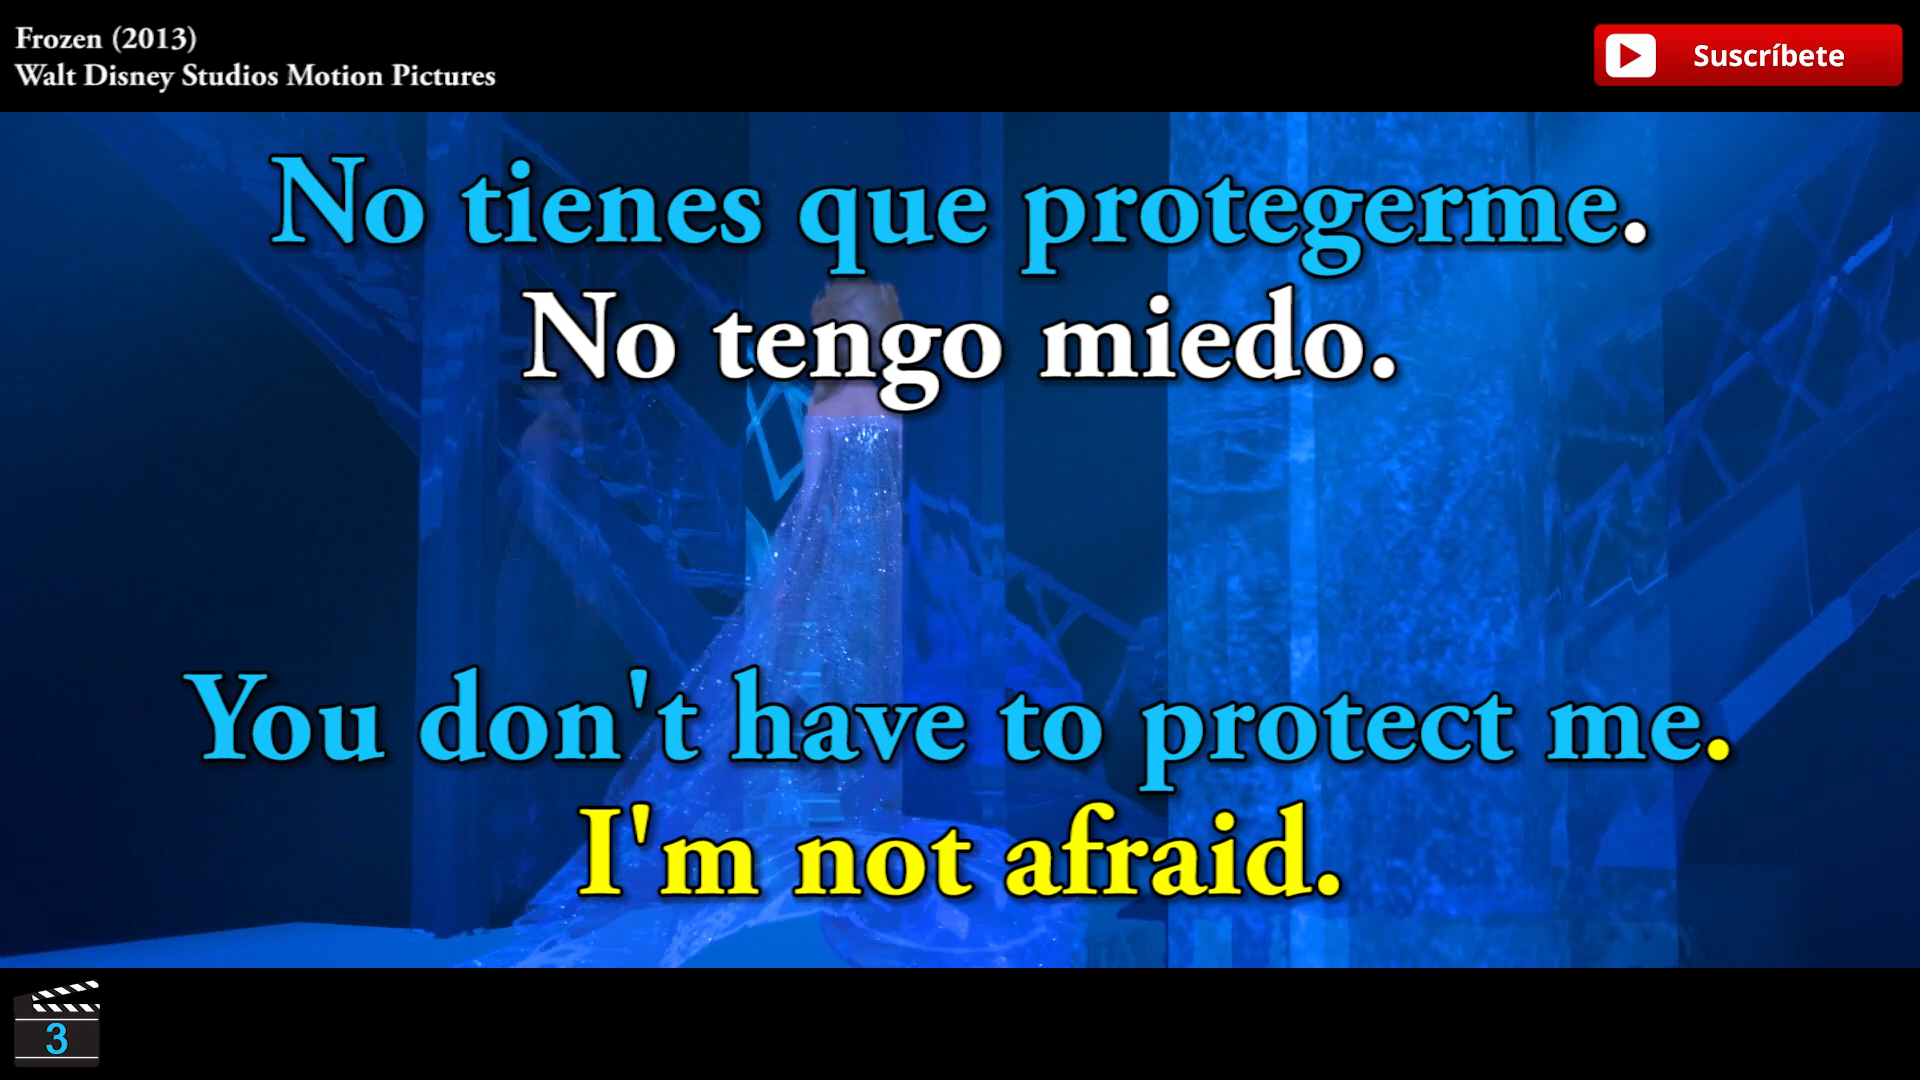 Frozen (2013)
Walt Disney Studios Motion Pictures
Suscríbete
No tienes que protegerme.
No tengo miedo.
You don't have to protect me.
I'm not afraid.
3